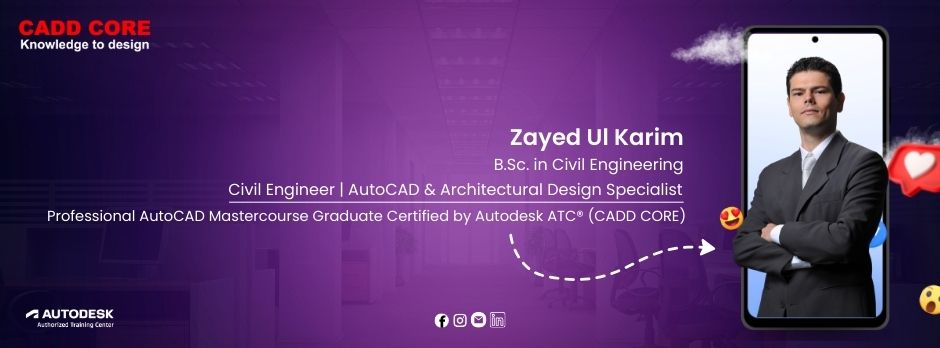 CADD CORE
Knowledge to design
Zayed Ul Karim
B.Sc. in Civil Engineering
Civil Engineer | AutoCAD & Architectural Design Specialist
Professional AutoCAD Mastercourse Graduate Certified by Autodesk ATC® (CADD CORE)
AUTODESK
Authorized Training Center
in